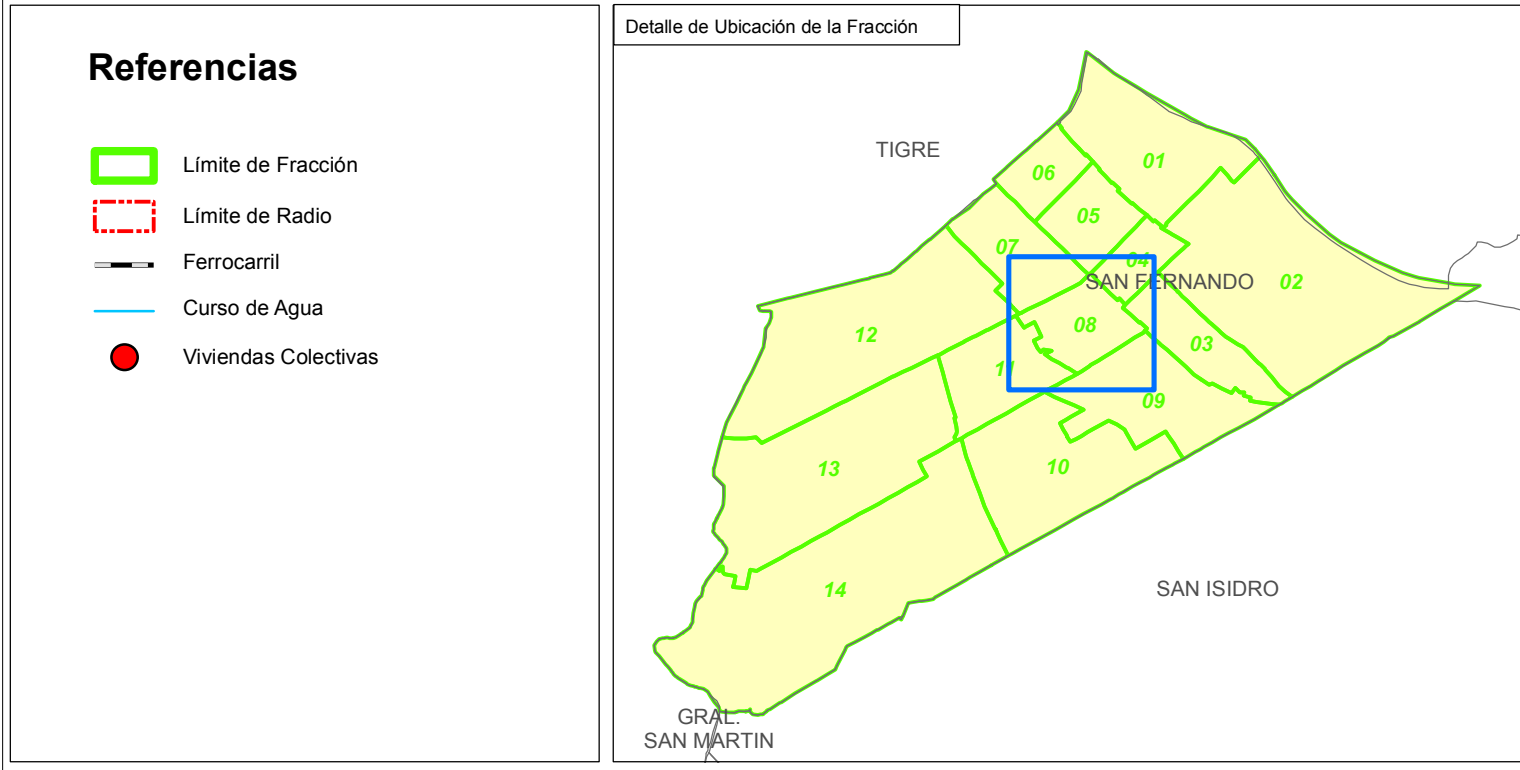 Referencias
Límite de Fracción
Límite de Radio
Ferrocarril
Curso de Agua
Viviendas Colectivas
Detalle de Ubicación de la Fracción
TIGRE
01
06
05
07
04
SAN FERNANDO
02
12
08
03
11
09
13
10
14
SAN ISIDRO
GRAL.
SAN MARTIN